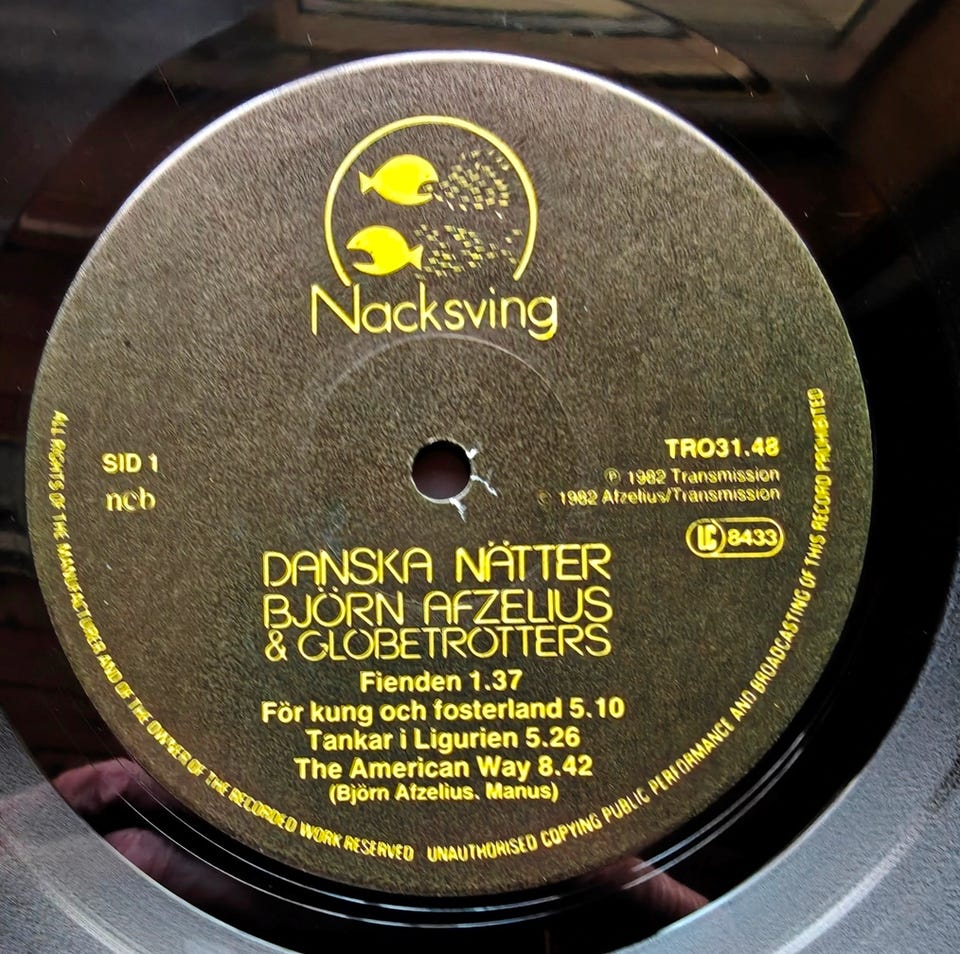 Nacksving
SID 1
ncb
TRO31.48
℗ 1982 Transmission
© 1982 Afzelius/Transmission
LC 8433
DANSKA NÄTTER
BJÖRN AFZELIUS
& GLOBETROTTERS
Fienden 1.37
För kung och fosterland 5.10
Tankar i Ligurien 5.26
The American Way 8.42
(Björn Afzelius. Manus)
ALL RIGHTS OF THE MANUFACTURER AND OF THE OWNER OF THE RECORDED WORK RESERVED UNAUTHORISED COPYING PUBLIC PERFORMANCE AND BROADCASTING OF THIS RECORD PROHIBITED